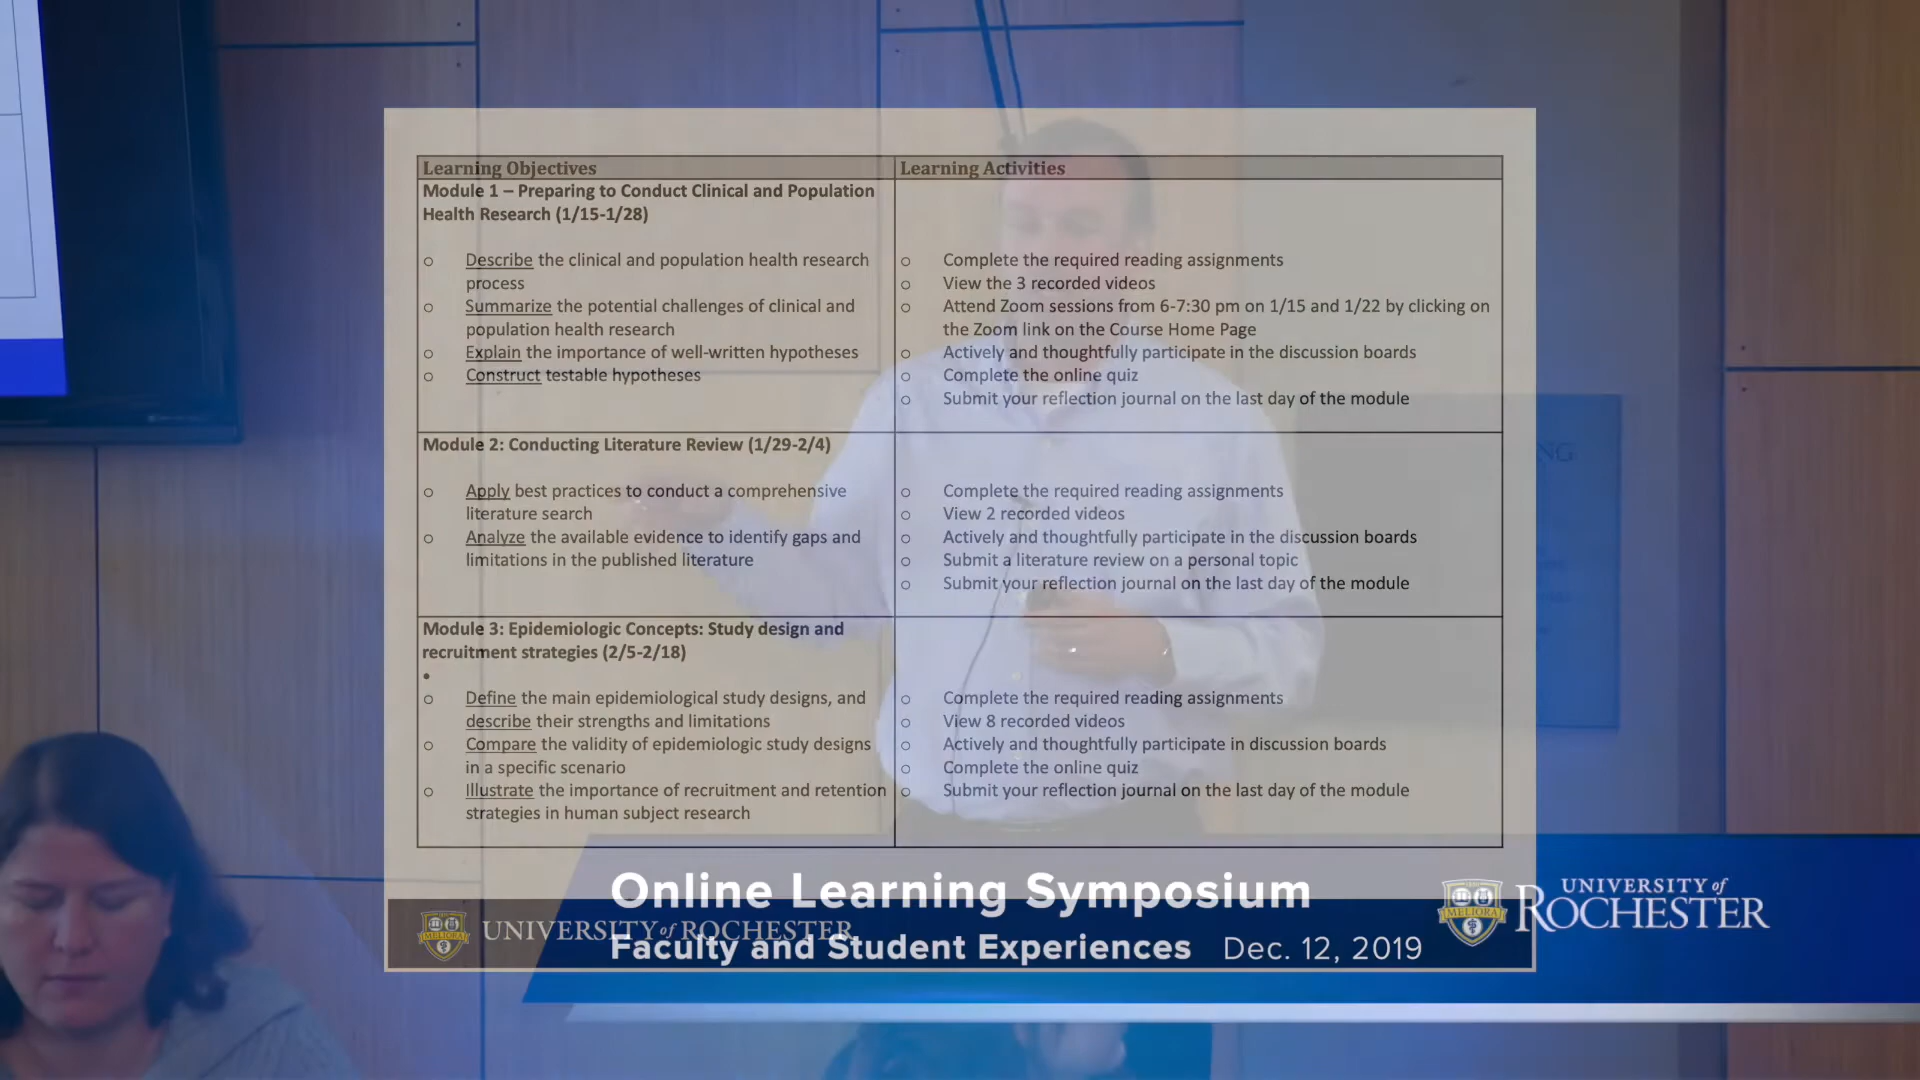 Learning Objectives
Learning Activities
Module 1 – Preparing to Conduct Clinical and Population
Health Research (1/15-1/28)
o Describe the clinical and population health research
process
o Summarize the potential challenges of clinical and
population health research
o Explain the importance of well-written hypotheses
o Construct testable hypotheses
o Complete the required reading assignments
o View the 3 recorded videos
o Attend Zoom sessions from 6-7:30 pm on 1/15 and 1/22 by clicking on
the Zoom link on the Course Home Page
o Actively and thoughtfully participate in the discussion boards
o Complete the online quiz
o Submit your reflection journal on the last day of the module
Module 2: Conducting Literature Review (1/29-2/4)
o Apply best practices to conduct a comprehensive
literature search
o Analyze the available evidence to identify gaps and
limitations in the published literature
o Complete the required reading assignments
o View 2 recorded videos
o Actively and thoughtfully participate in the discussion boards
o Submit a literature review on a personal topic
o Submit your reflection journal on the last day of the module
Module 3: Epidemiologic Concepts: Study design and
recruitment strategies (2/5-2/18)
•
o Define the main epidemiological study designs, and
describe their strengths and limitations
o Compare the validity of epidemiologic study designs
in a specific scenario
o Illustrate the importance of recruitment and retention
strategies in human subject research
o Complete the required reading assignments
o View 8 recorded videos
o Actively and thoughtfully participate in discussion boards
o Complete the online quiz
o Submit your reflection journal on the last day of the module
Online Learning Symposium
Faculty and Student Experiences Dec. 12, 2019
MELIORA
UNIVERSITY of ROCHESTER
MELIORA
UNIVERSITY of
ROCHESTER